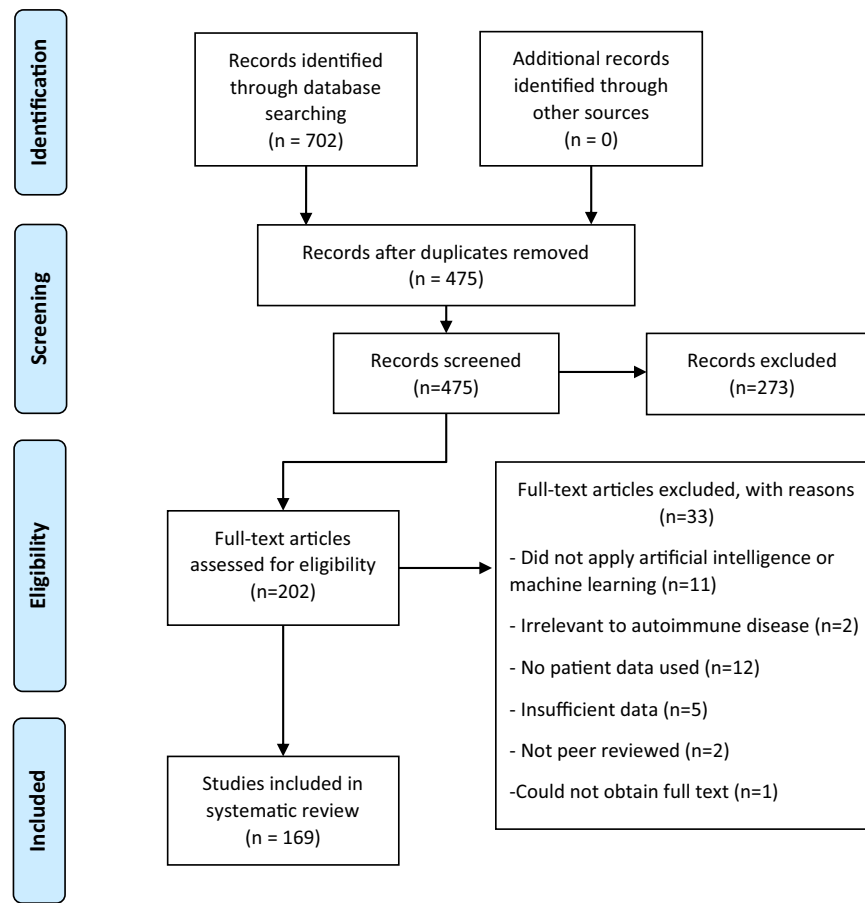 Identification
Records identified
through database
searching
(n = 702)
Additional records
identified through
other sources
(n = 0)
Screening
Records after duplicates removed
(n = 475)
Records screened
(n=475)
Records excluded
(n=273)
Eligibility
Full-text articles
assessed for eligibility
(n=202)
Full-text articles excluded, with reasons
(n=33)
- Did not apply artificial intelligence or
machine learning (n=11)
- Irrelevant to autoimmune disease (n=2)
- No patient data used (n=12)
- Insufficient data (n=5)
- Not peer reviewed (n=2)
-Could not obtain full text (n=1)
Included
Studies included in
systematic review
(n = 169)